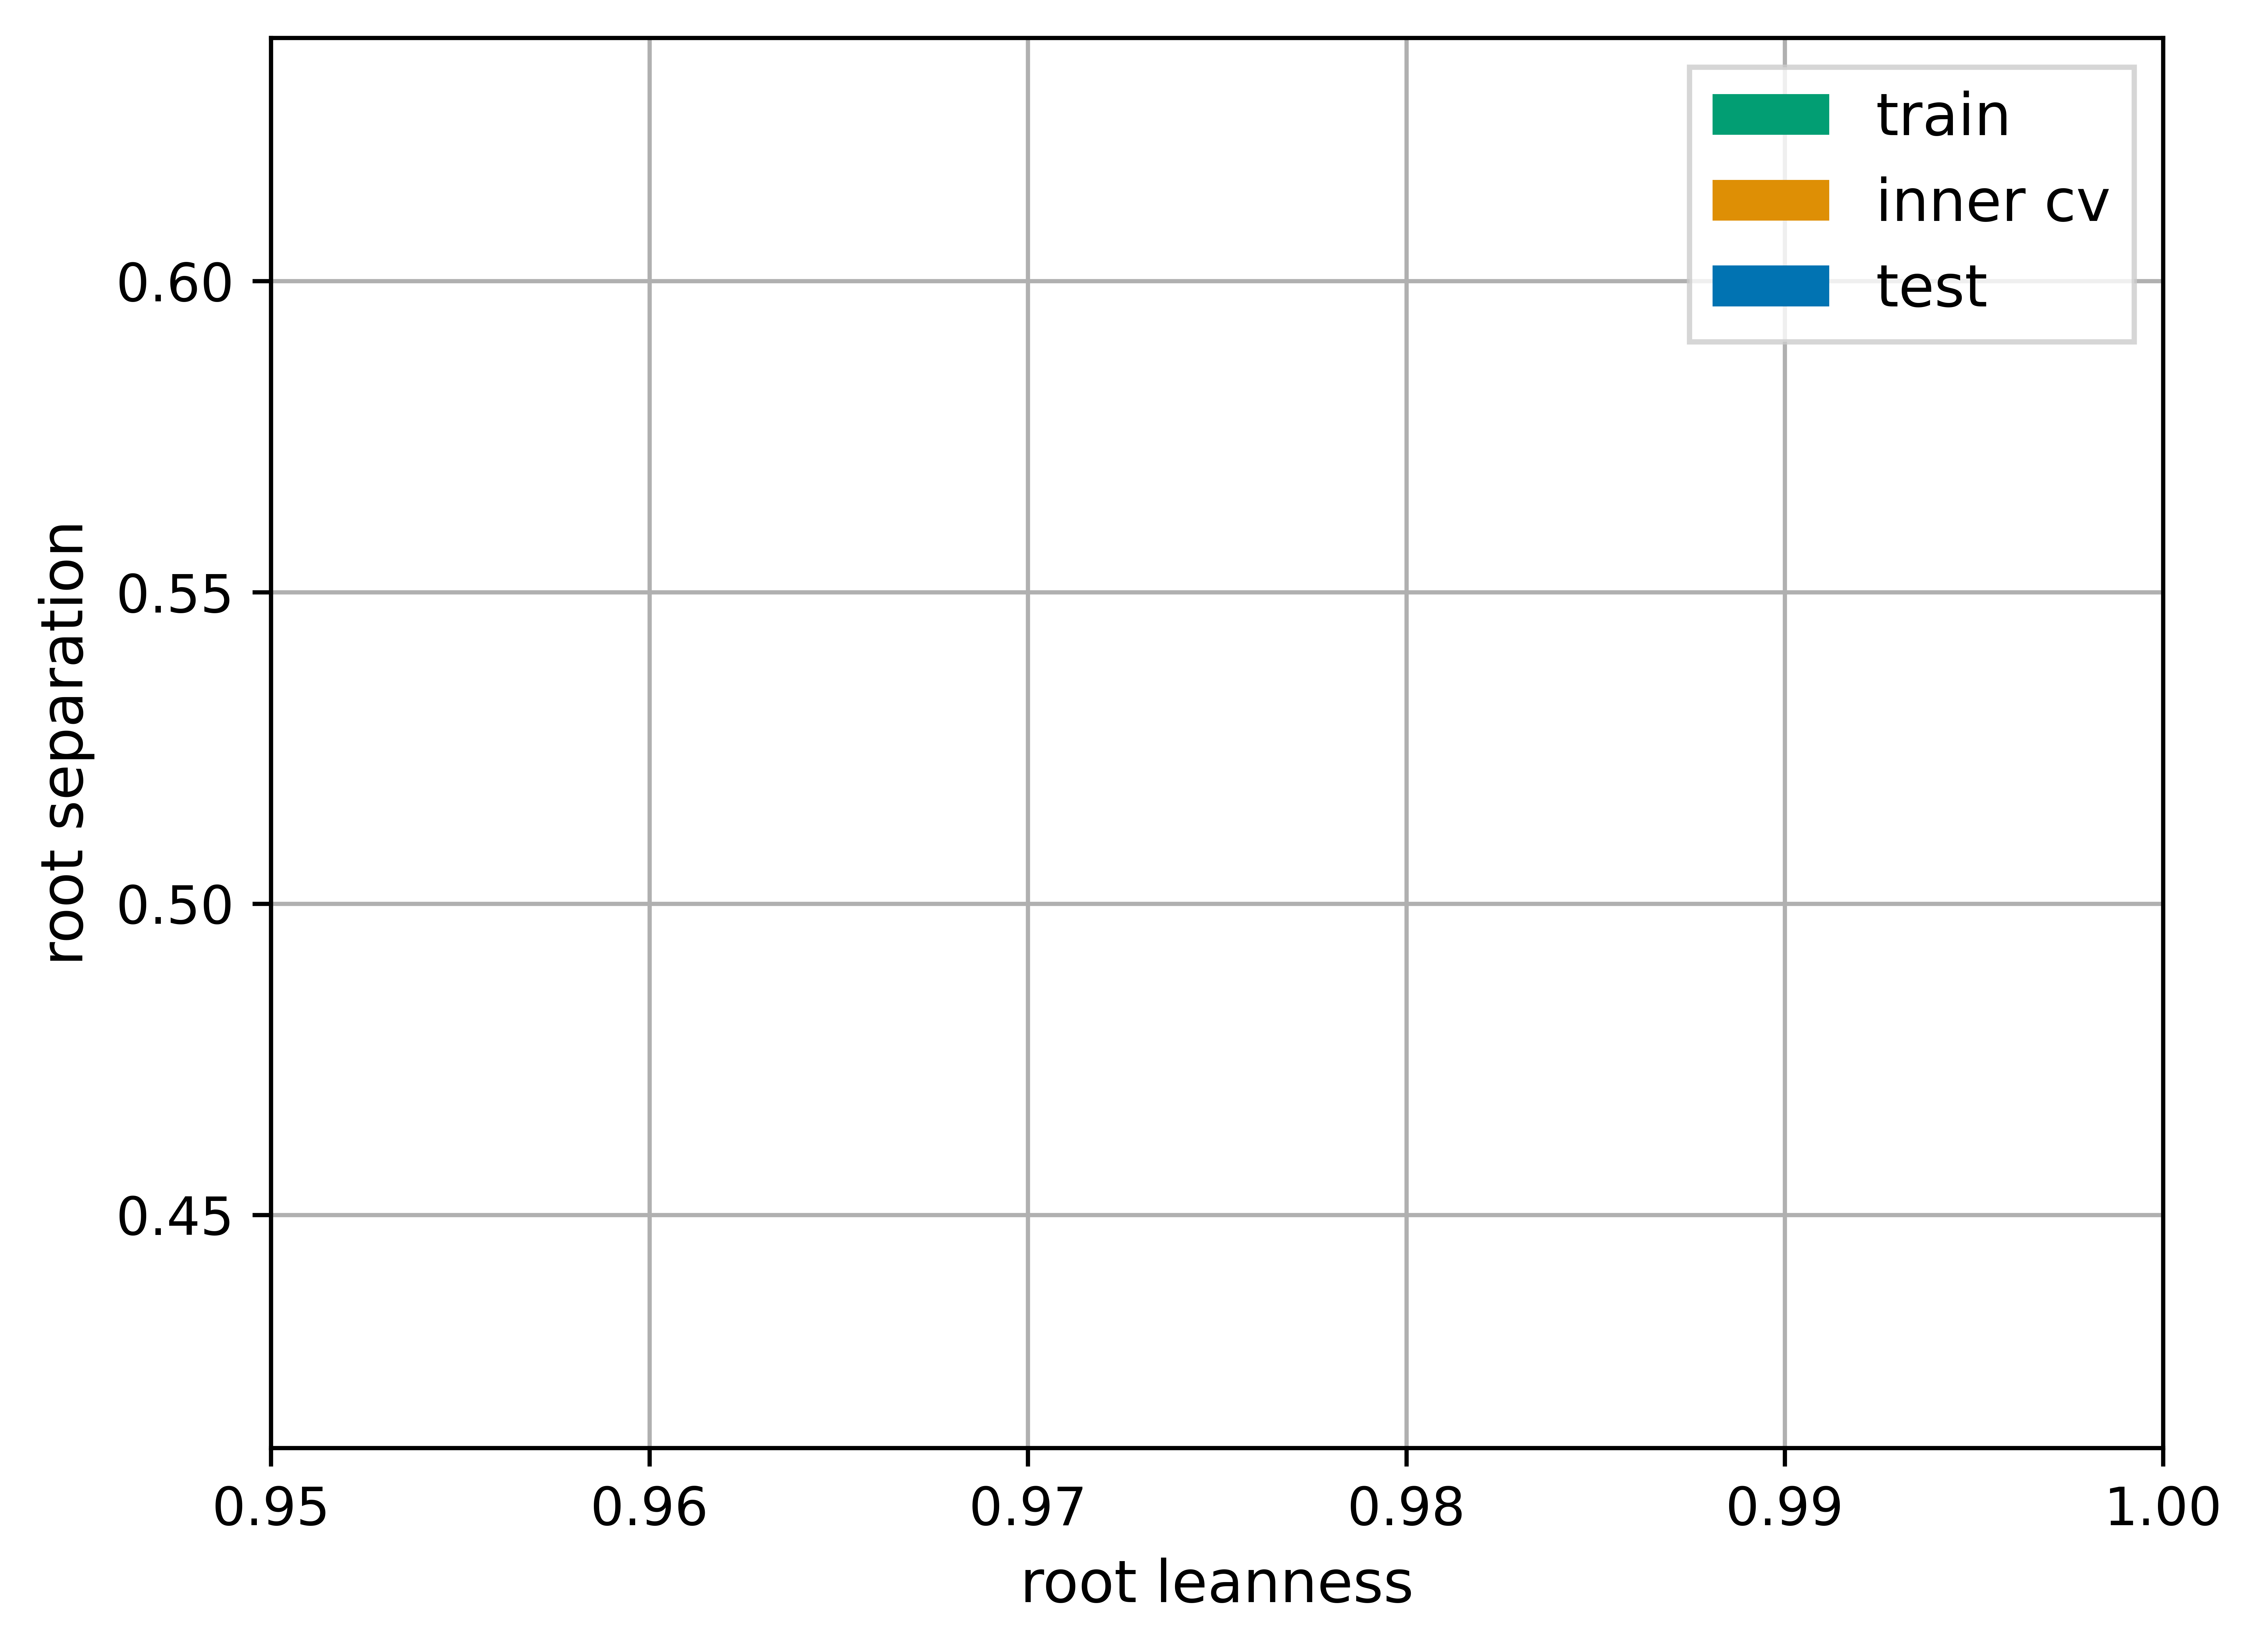 train
inner cv
test
0.60
0.55
0.50
0.45
root separation
0.95 0.96 0.97 0.98 0.99 1.00
root leanness